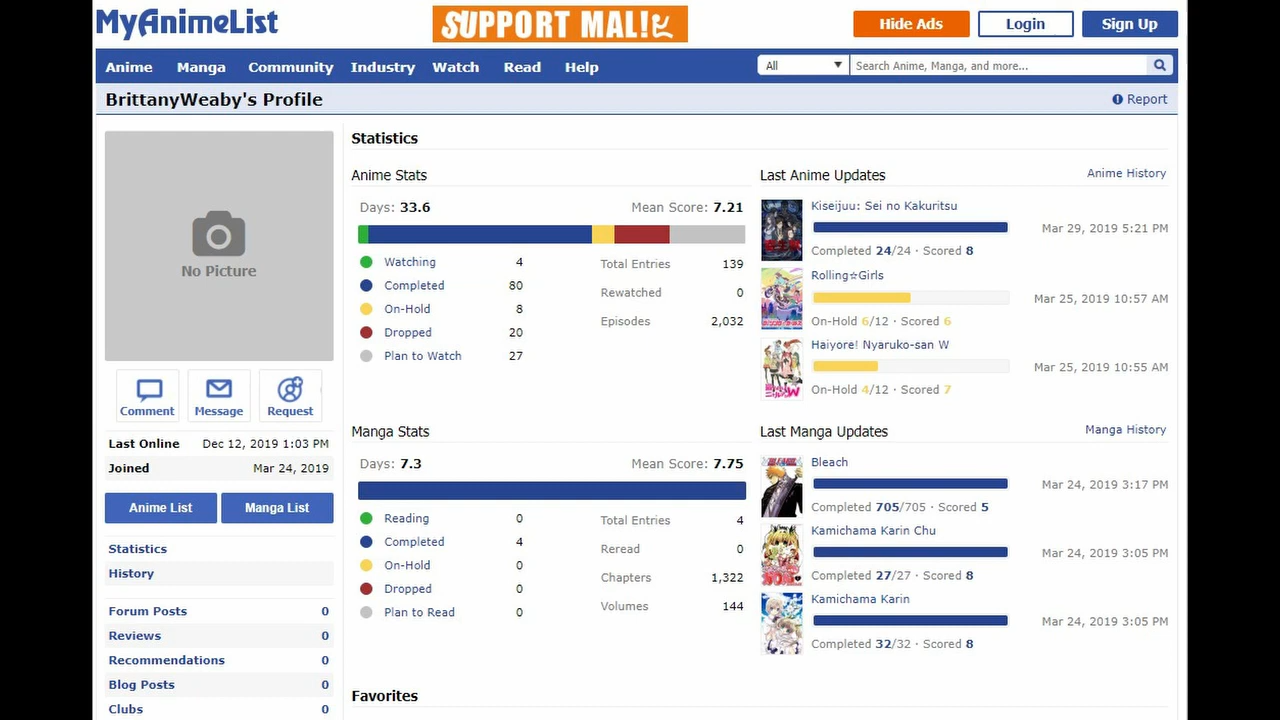 MyAnimeList
SUPPORT MAL!
Hide Ads
Login
Sign Up
Anime
Manga
Community
Industry
Watch
Read
Help
All
Search Anime, Manga, and more...
BrittanyWeaby's Profile
Report
No Picture
Comment
Message
Request
Last Online Dec 12, 2019 1:03 PM
Joined Mar 24, 2019
Anime List
Manga List
Statistics
History
Forum Posts 0
Reviews 0
Recommendations 0
Blog Posts 0
Clubs 0
Statistics
Anime Stats
Days: 33.6
Mean Score: 7.21
Watching 4
Completed 80
On-Hold 8
Dropped 20
Plan to Watch 27
Total Entries 139
Rewatched 0
Episodes 2,032
Last Anime Updates
Anime History
Kiseijuu: Sei no Kakuritsu
Mar 29, 2019 5:21 PM
Completed 24/24 · Scored 8
Rolling☆Girls
Mar 25, 2019 10:57 AM
On-Hold 6/12 · Scored 6
Haiyore! Nyaruko-san W
Mar 25, 2019 10:55 AM
On-Hold 4/12 · Scored 7
Manga Stats
Days: 7.3
Mean Score: 7.75
Reading 0
Completed 4
On-Hold 0
Dropped 0
Plan to Read 0
Total Entries 4
Reread 0
Chapters 1,322
Volumes 144
Last Manga Updates
Manga History
Bleach
Mar 24, 2019 3:17 PM
Completed 705/705 · Scored 5
Kamichama Karin Chu
Mar 24, 2019 3:05 PM
Completed 27/27 · Scored 8
Kamichama Karin
Mar 24, 2019 3:05 PM
Completed 32/32 · Scored 8
Favorites